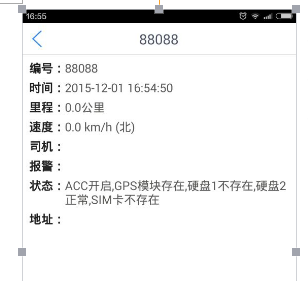 16:55
88088
编号：88088
时间：2015-12-01 16:54:50
里程：0.0公里
速度：0.0 km/h (北)
司机：
报警：
状态：ACC开启,GPS模块存在,硬盘1不存在,硬盘2
正常,SIM卡不存在
地址：